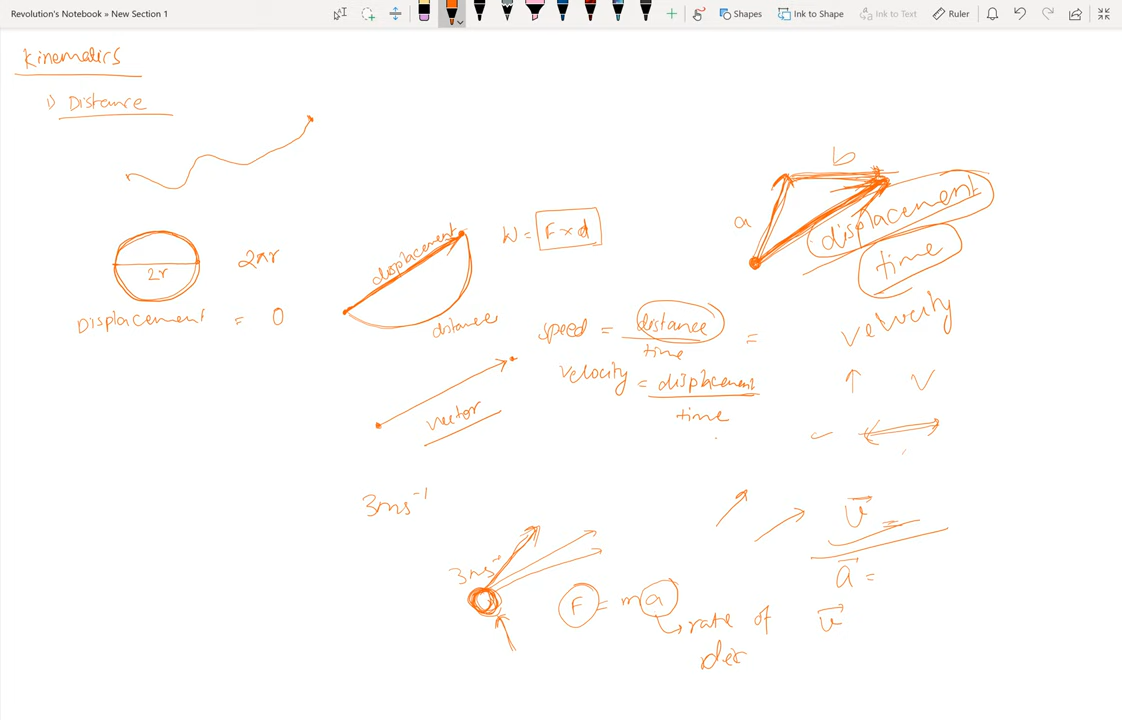 Revolution's Notebook » New Section 1
Shapes
Ink to Shape
Ink to Text
Ruler
Kinematics
1) Distance
2r
2πr
Displacement = 0
displacement
distance
W = F × d
a
b
displacement
time
velocity
speed = distance
time
=
velocity = displacement
time
vector
↑ V
3ms⁻¹
3ms⁻¹
F = ma
rate of
v⃗ =
a⃗ =
v⃗